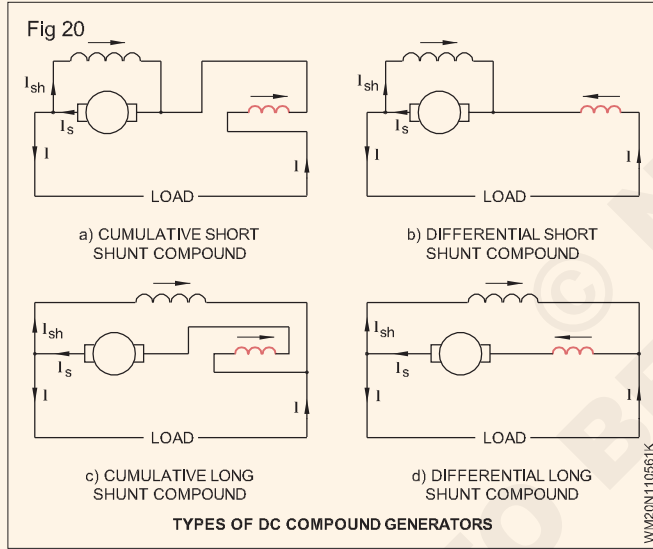 Fig 20
Ish
Is
I
I
LOAD
a) CUMULATIVE SHORT
SHUNT COMPOUND
Ish
Is
I
I
LOAD
b) DIFFERENTIAL SHORT
SHUNT COMPOUND
Ish
Is
I
I
LOAD
c) CUMULATIVE LONG
SHUNT COMPOUND
Ish
Is
I
I
LOAD
d) DIFFERENTIAL LONG
SHUNT COMPOUND
TYPES OF DC COMPOUND GENERATORS
WM20N110561K